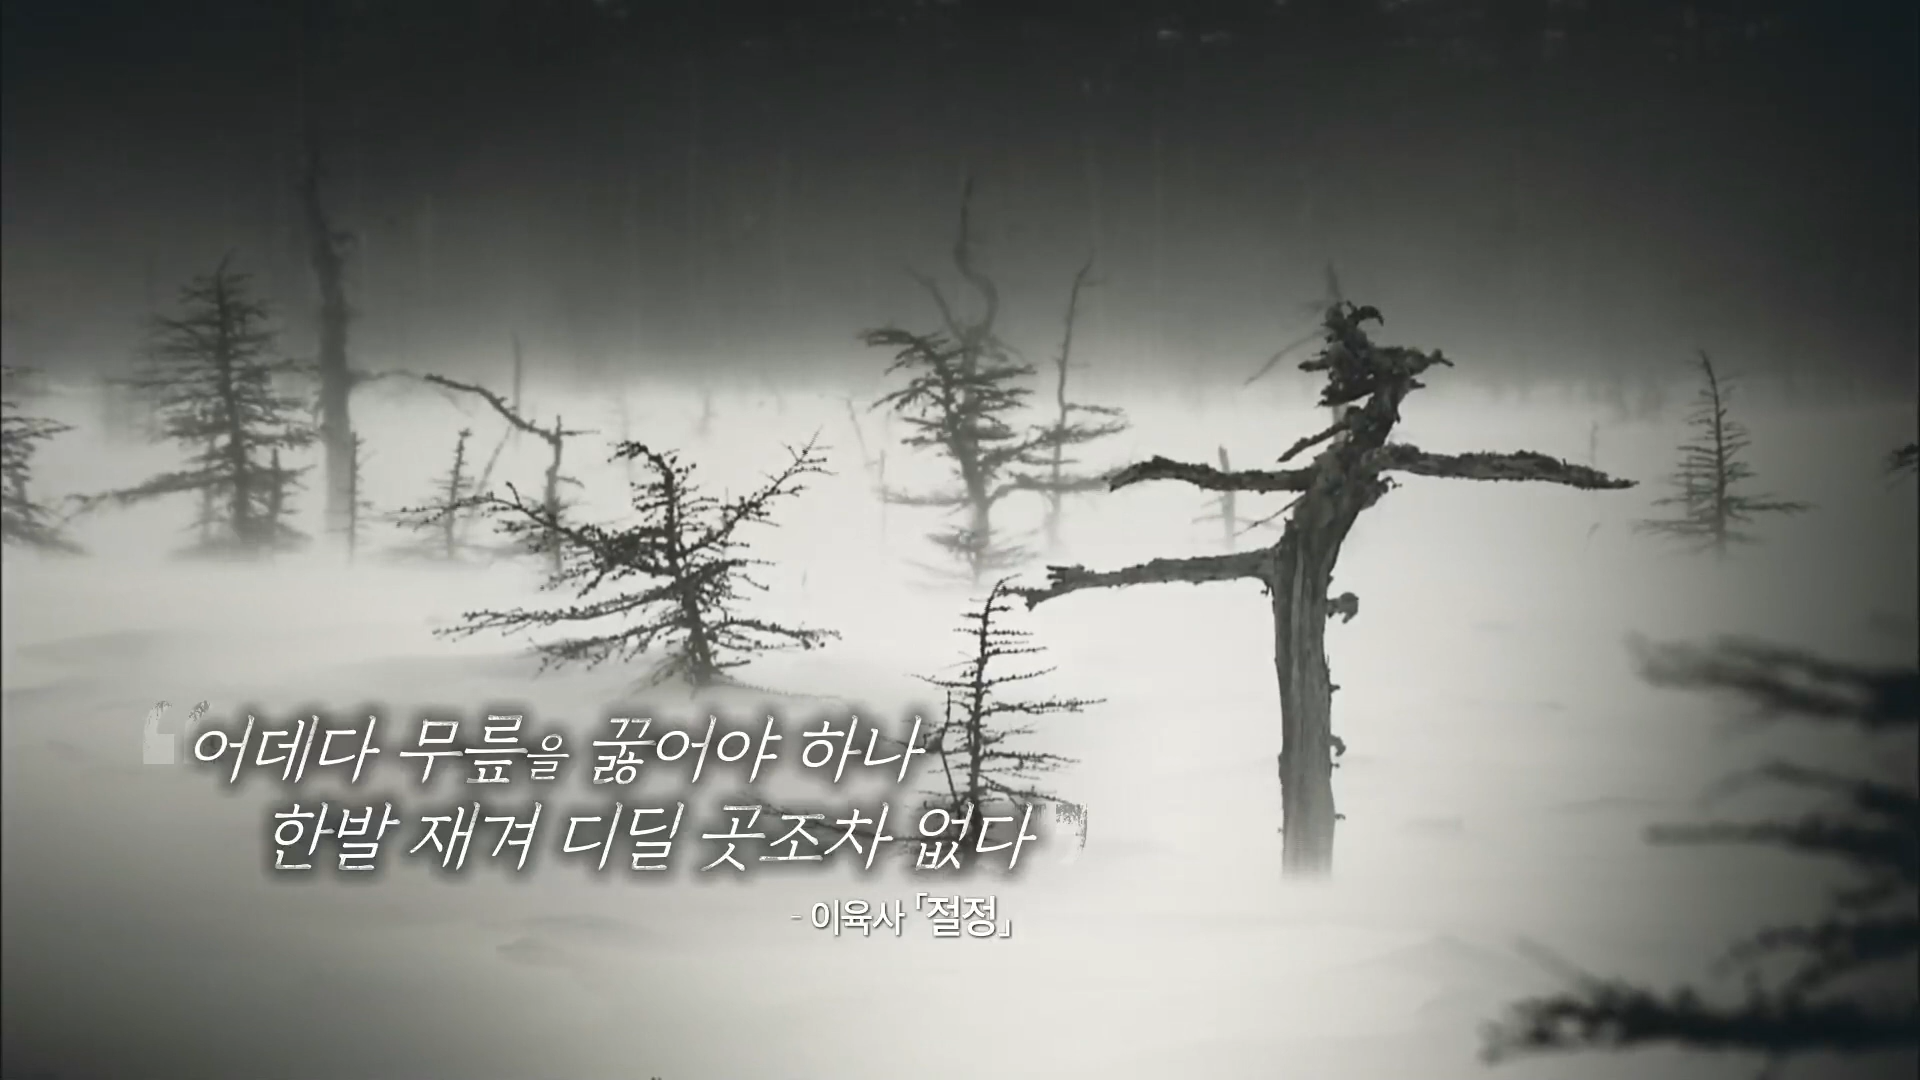 “어데다 무릎을 꿇어야 하나
한발 재겨 디딜 곳조차 없다”
- 이육사 「절정」